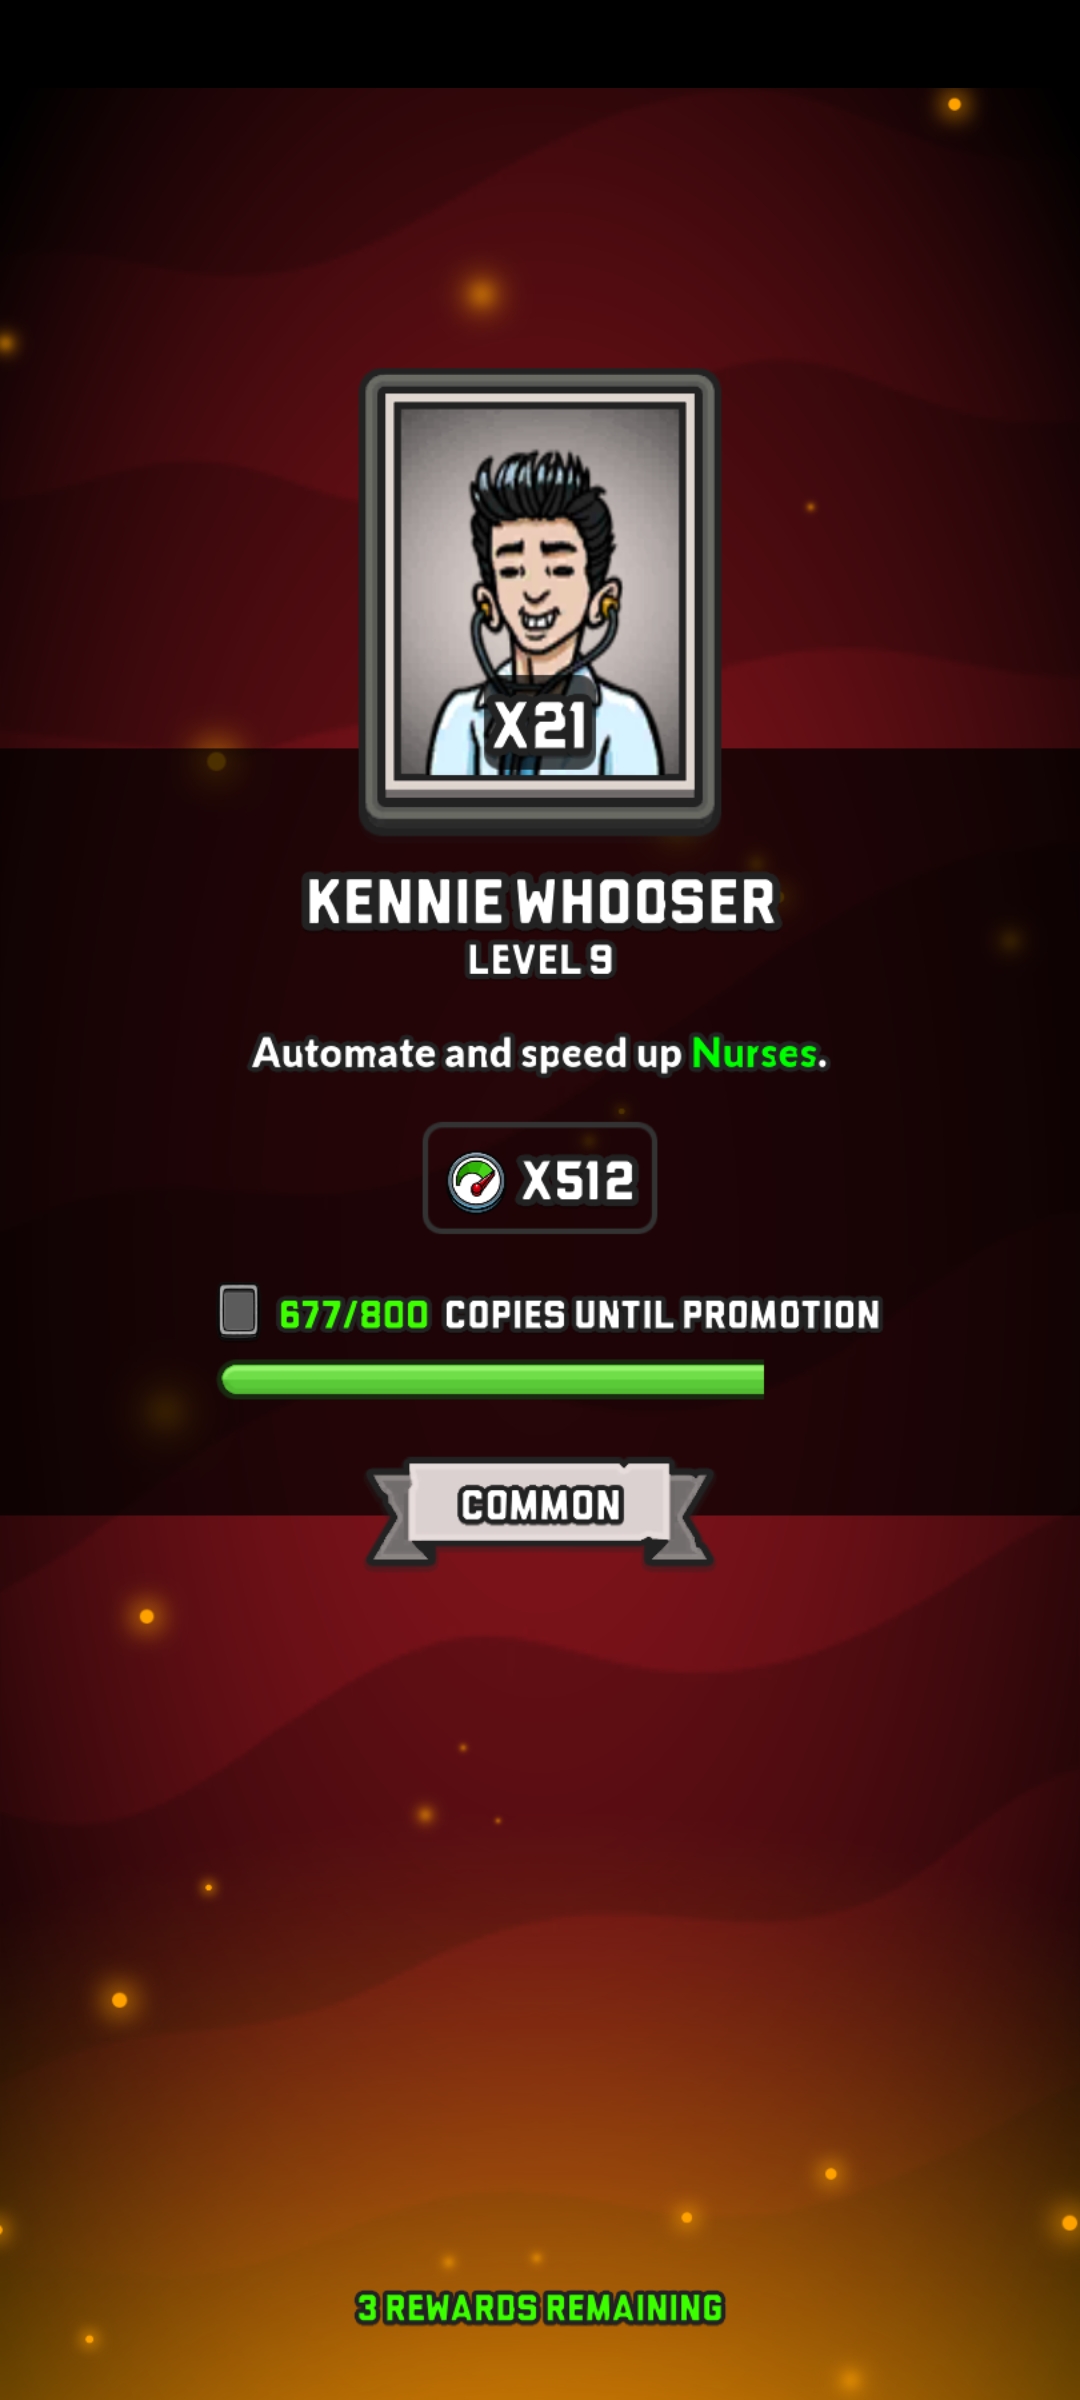 X21
KENNIE WHOOSER
LEVEL 9
Automate and speed up Nurses.
X512
677/800 COPIES UNTIL PROMOTION
COMMON
3 REWARDS REMAINING